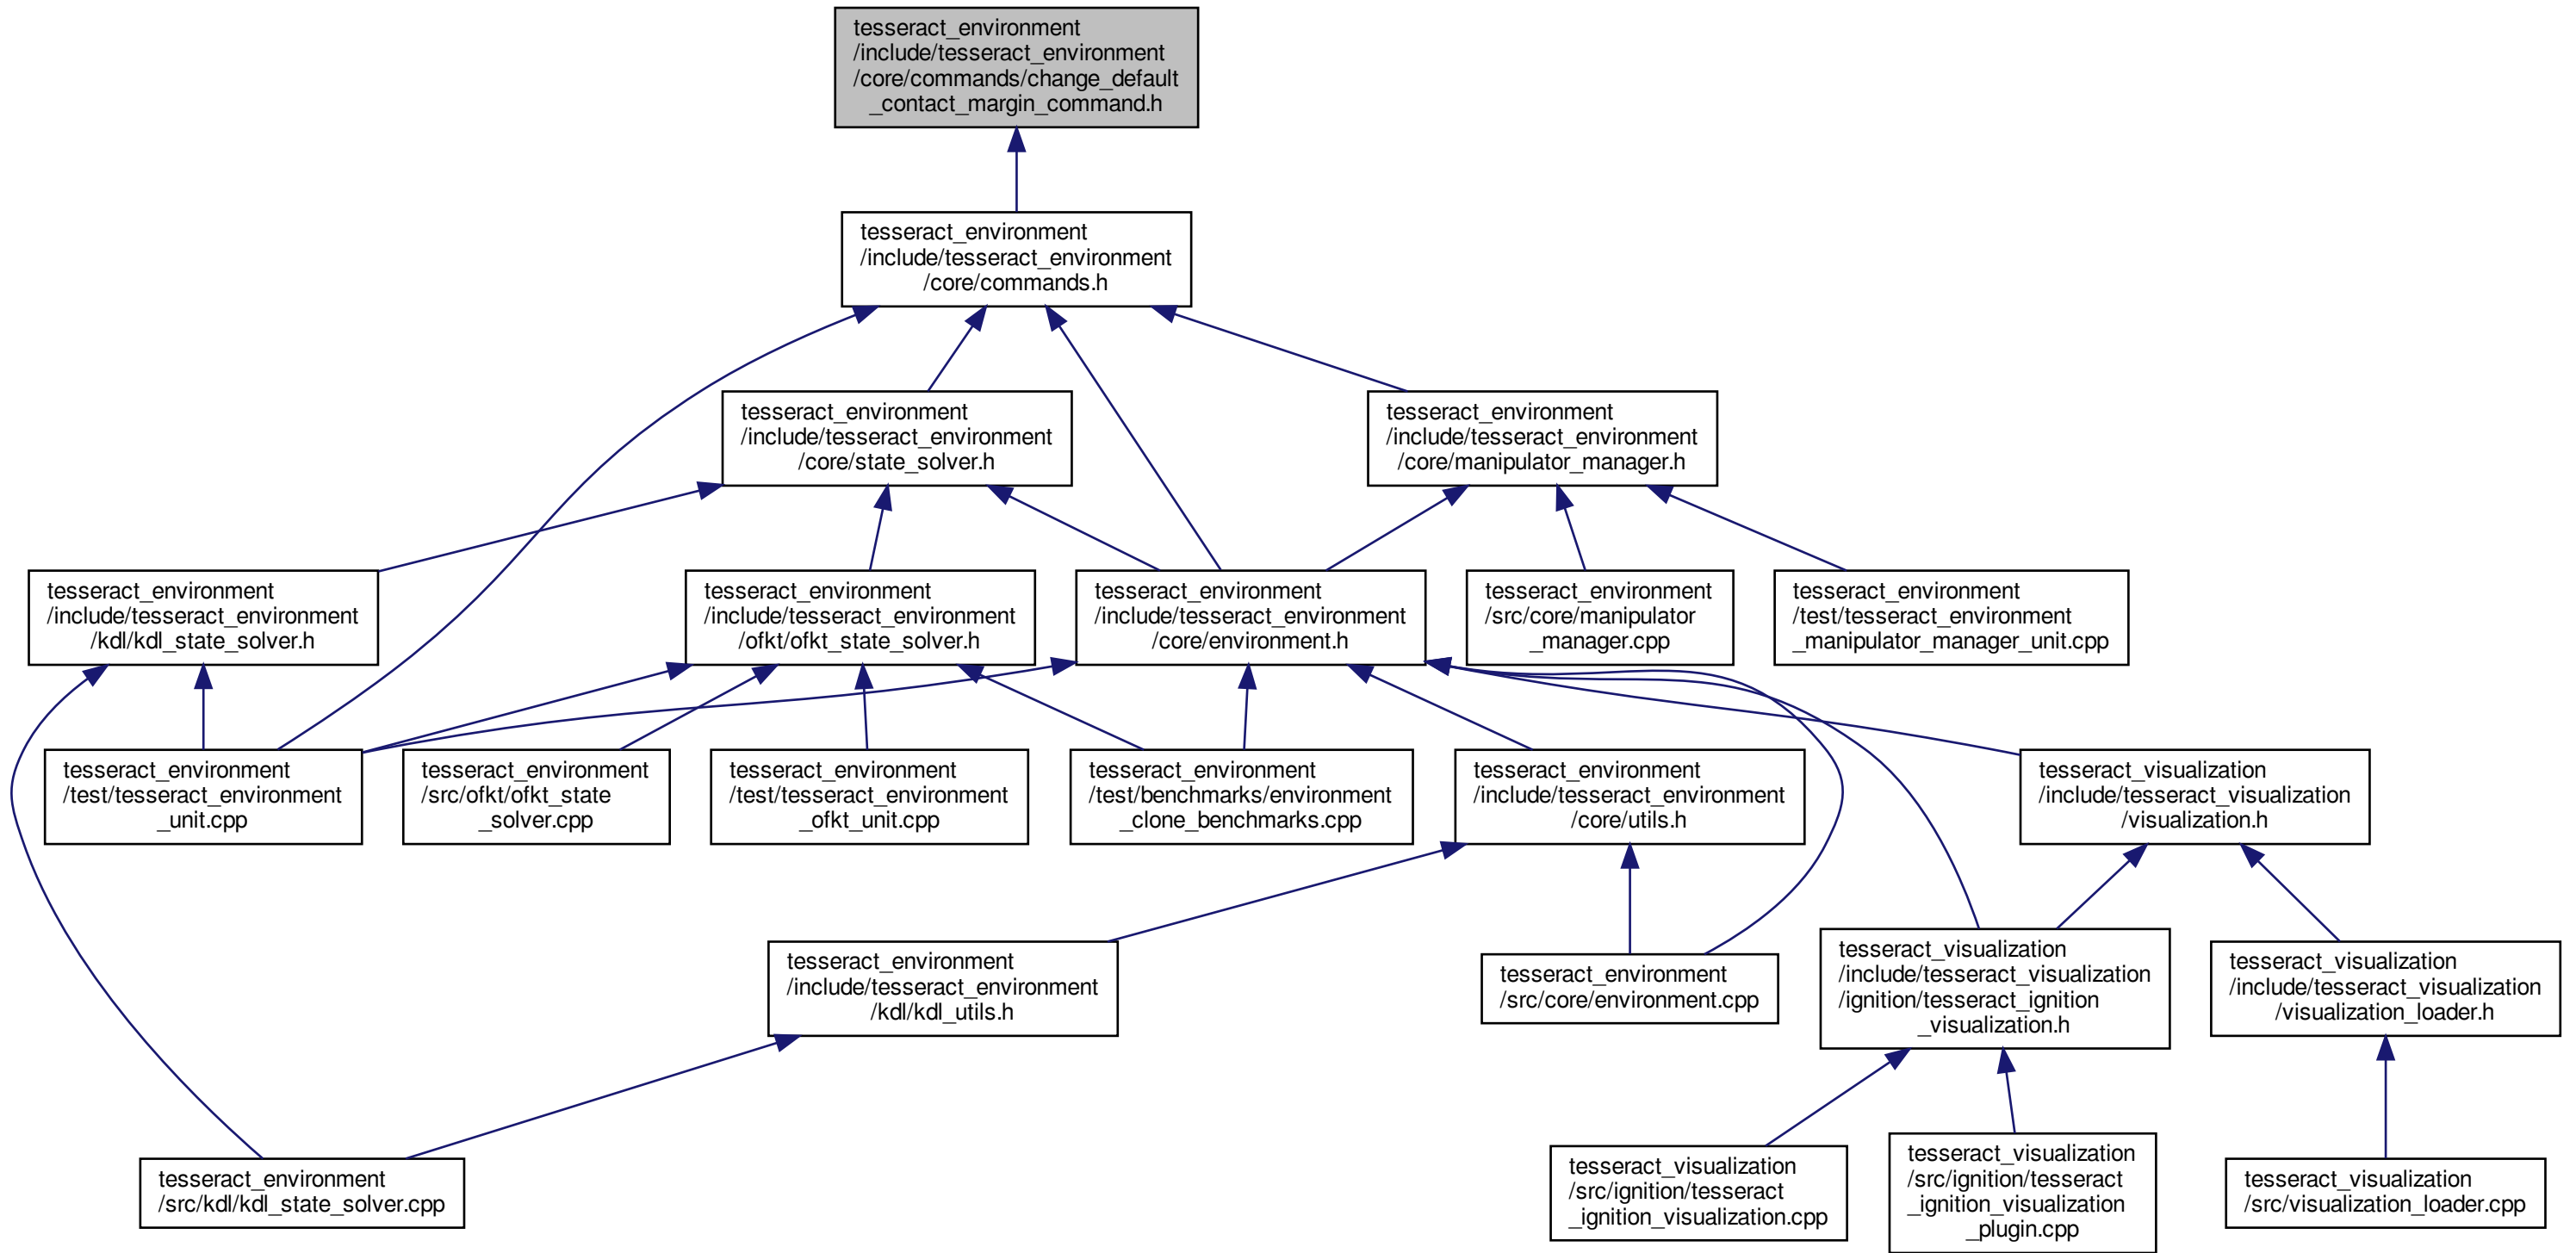 tesseract_environment
/include/tesseract_environment
/core/commands/change_default
_contact_margin_command.h
tesseract_environment
/include/tesseract_environment
/core/commands.h
tesseract_environment
/include/tesseract_environment
/core/state_solver.h
tesseract_environment
/include/tesseract_environment
/core/manipulator_manager.h
tesseract_environment
/include/tesseract_environment
/kdl/kdl_state_solver.h
tesseract_environment
/include/tesseract_environment
/ofkt/ofkt_state_solver.h
tesseract_environment
/include/tesseract_environment
/core/environment.h
tesseract_environment
/src/core/manipulator
_manager.cpp
tesseract_environment
/test/tesseract_environment
_manipulator_manager_unit.cpp
tesseract_environment
/test/tesseract_environment
_unit.cpp
tesseract_environment
/src/ofkt/ofkt_state
_solver.cpp
tesseract_environment
/test/tesseract_environment
_ofkt_unit.cpp
tesseract_environment
/test/benchmarks/environment
_clone_benchmarks.cpp
tesseract_environment
/include/tesseract_environment
/core/utils.h
tesseract_visualization
/include/tesseract_visualization
/visualization.h
tesseract_environment
/include/tesseract_environment
/kdl/kdl_utils.h
tesseract_environment
/src/core/environment.cpp
tesseract_visualization
/include/tesseract_visualization
/ignition/tesseract_ignition
_visualization.h
tesseract_visualization
/include/tesseract_visualization
/visualization_loader.h
tesseract_environment
/src/kdl/kdl_state_solver.cpp
tesseract_visualization
/src/ignition/tesseract
_ignition_visualization.cpp
tesseract_visualization
/src/ignition/tesseract
_ignition_visualization
_plugin.cpp
tesseract_visualization
/src/visualization_loader.cpp